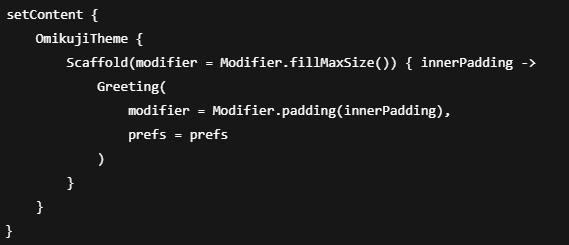 setContent {
    OmikujiTheme {
        Scaffold(modifier = Modifier.fillMaxSize()) { innerPadding ->
            Greeting(
                modifier = Modifier.padding(innerPadding),
                prefs = prefs
            )
        }
    }
}